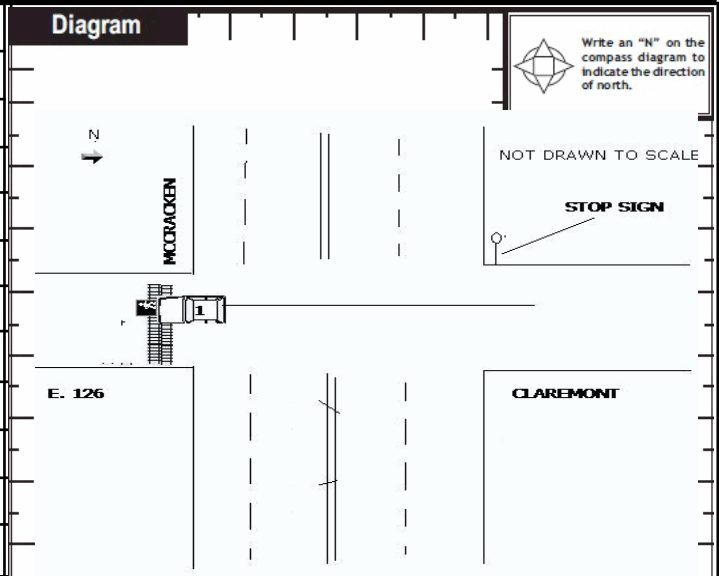 Diagram
Write an "N" on the
compass diagram to
indicate the direction
of north.
N
NOT DRAWN TO SCALE
MCCRACKEN
STOP SIGN
1
E. 126
CLAREMONT